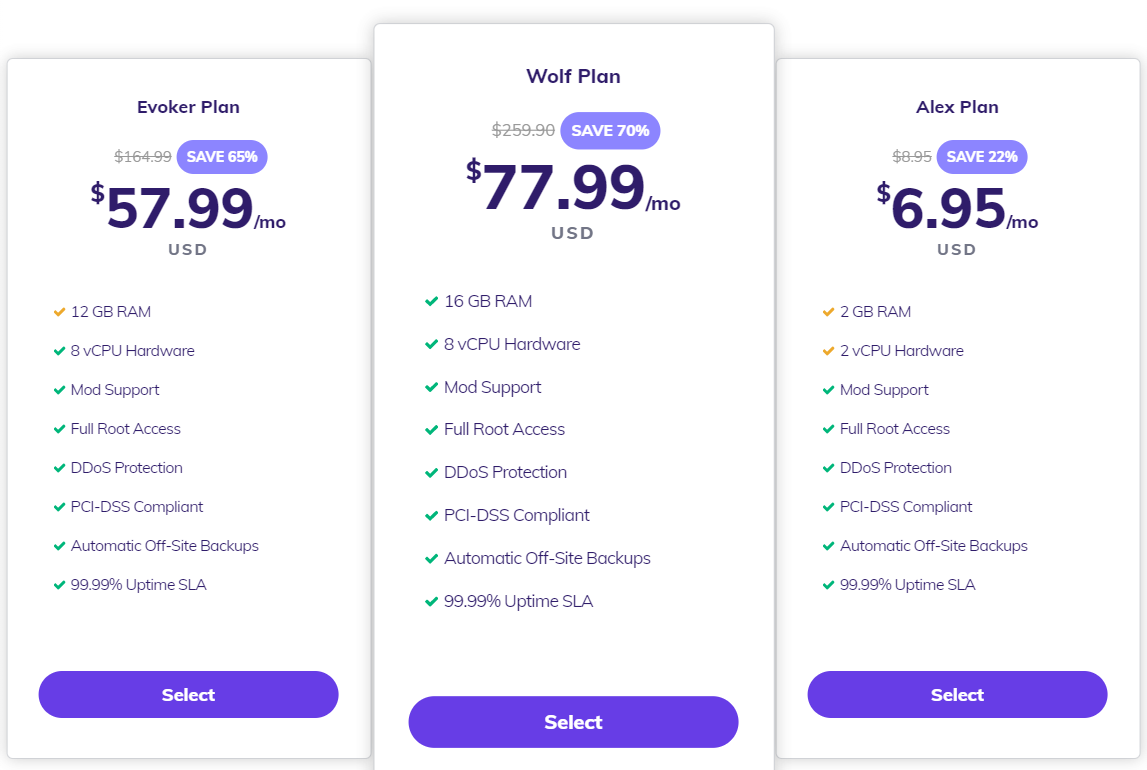 Evoker Plan
$164.99 SAVE 65%
$57.99/mo
USD
12 GB RAM
8 vCPU Hardware
Mod Support
Full Root Access
DDoS Protection
PCI-DSS Compliant
Automatic Off-Site Backups
99.99% Uptime SLA
Select
Wolf Plan
$259.90 SAVE 70%
$77.99/mo
USD
16 GB RAM
8 vCPU Hardware
Mod Support
Full Root Access
DDoS Protection
PCI-DSS Compliant
Automatic Off-Site Backups
99.99% Uptime SLA
Select
Alex Plan
$8.95 SAVE 22%
$6.95/mo
USD
2 GB RAM
2 vCPU Hardware
Mod Support
Full Root Access
DDoS Protection
PCI-DSS Compliant
Automatic Off-Site Backups
99.99% Uptime SLA
Select